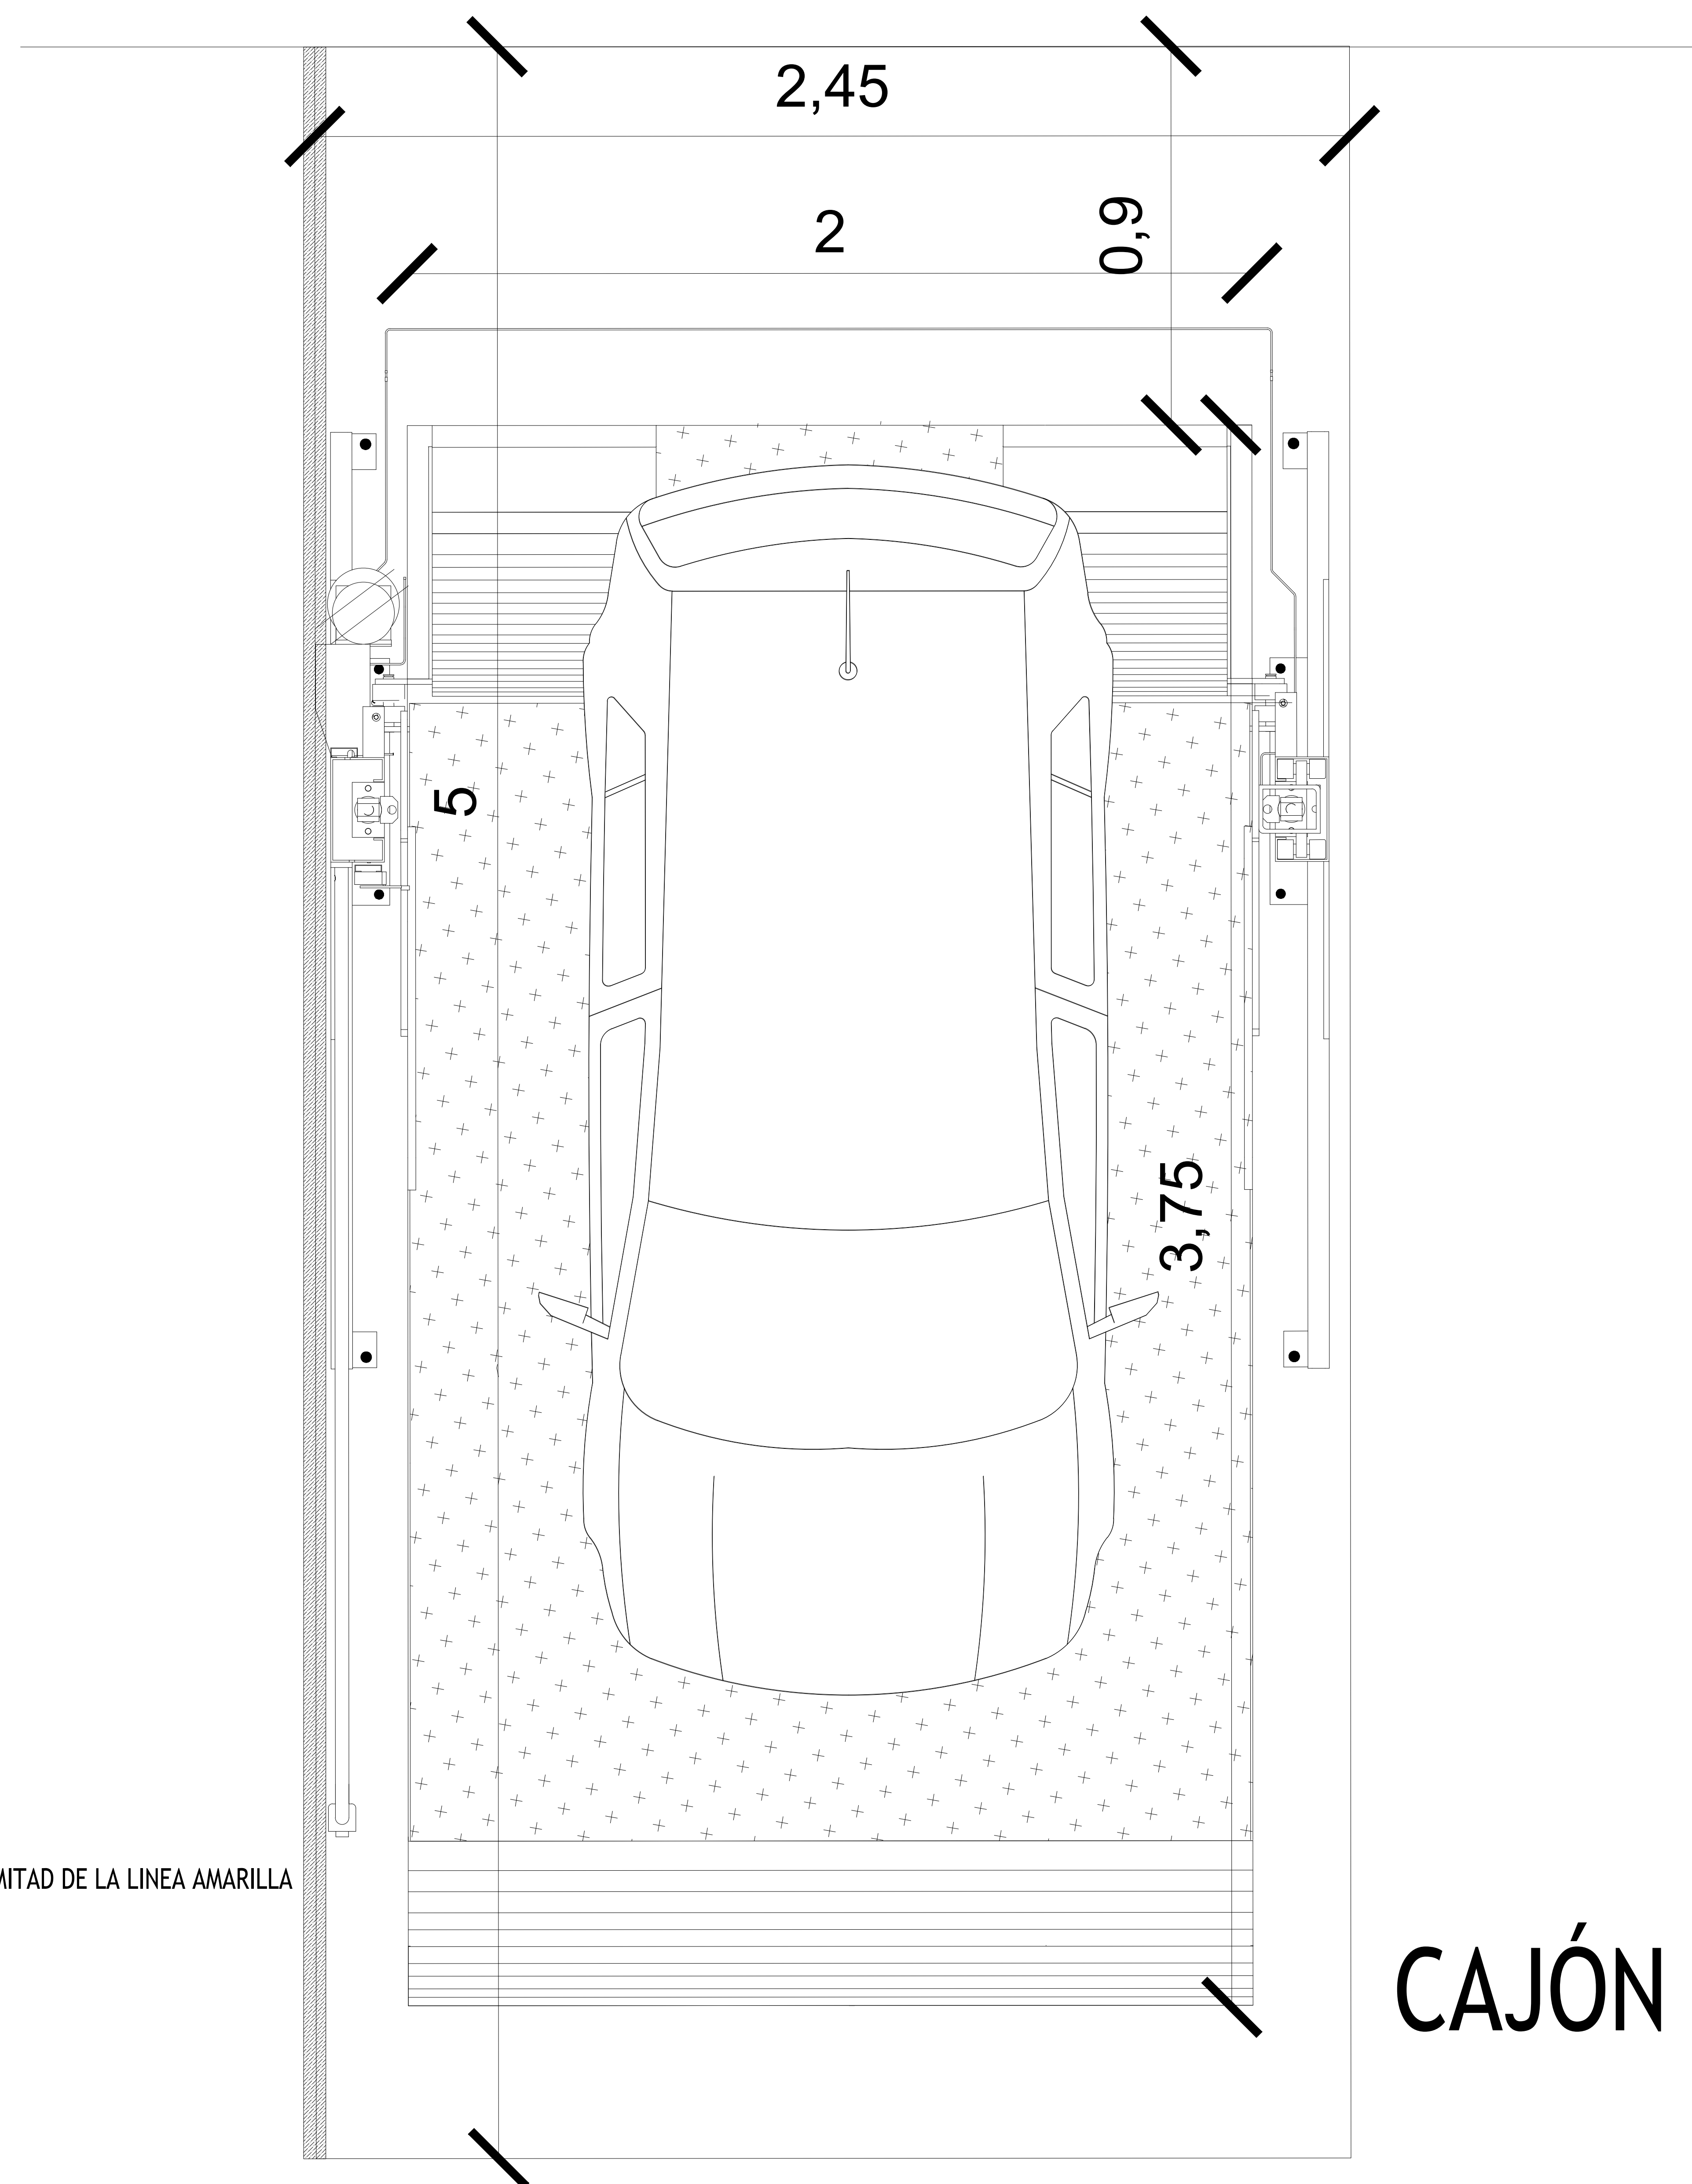 2,45
2
0,9
5
3,75
MITAD DE LA LINEA AMARILLA
CAJÓN